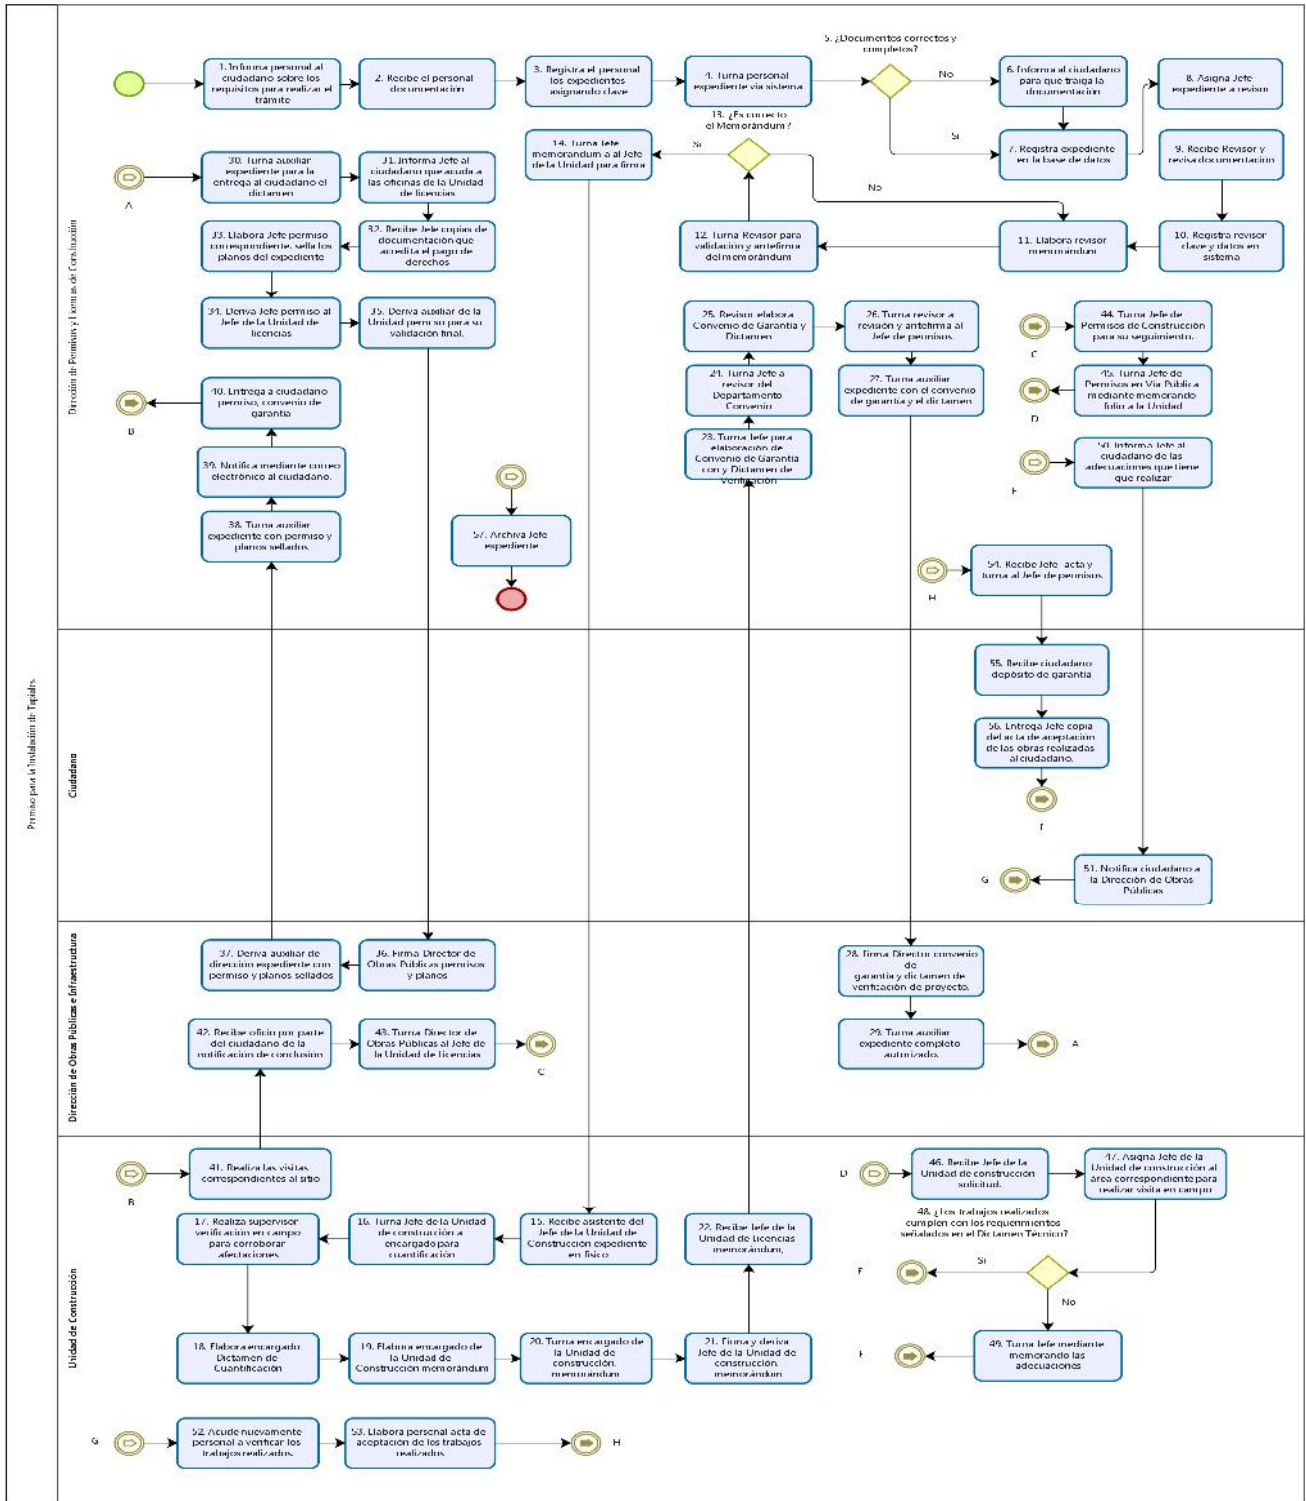 Permiso para la Instalación de Tapiales
Dirección de Permisos y Licencias de Construcción
1. Informa personal al
ciudadano sobre los
requisitos para realizar el
trámite
2. Recibe el personal
documentación
3. Registra el personal
los expedientes
asignando clave
4. Turna personal
expediente vía sistema
5. ¿Documentos correctos y
completos?
No
Si
6. Informa al ciudadano
para que traiga la
documentación
7. Registra expediente
en la base de datos
8. Asigna Jefe
expediente a revisor
9. Recibe Revisor y
revisa documentación
10. Registra revisor
clave y datos en
sistema
11. Elabora revisor
memorándum
12. Turna Revisor para
validación y antefirma
del memorándum
13. ¿Es correcto
el Memorándum?
Si
No
14. Turna Jefe
memorándum a al Jefe
de la Unidad para firma
A
30. Turna auxiliar
expediente para la
entrega al ciudadano el
dictamen
31. Informa Jefe al
ciudadano que acuda a
las oficinas de la Unidad
de licencias
32. Recibe Jefe copias de
documentación que
acredita el pago de
derechos
33. Elabora Jefe permiso
correspondiente, sella los
planos del expediente
34. Deriva Jefe permiso al
Jefe de la Unidad de
licencias
35. Deriva auxiliar de la
Unidad permiso para su
validación final.
40. Entrega a ciudadano
permiso, convenio de
garantía
B
39. Notifica mediante correo
electrónico al ciudadano.
38. Turna auxiliar
expediente con permiso y
planos sellados
57. Archiva Jefe
expediente
25. Revisor elabora
Convenio de Garantía y
Dictamen
24. Turna Jefe a
revisor del
Departamento
Convenio
23. Turna Jefe para
elaboración de
Convenio de Garantía
con y Dictamen de
Verificación
26. Turna revisor a
revisión y antefirma al
Jefe de permisos
27. Turna auxiliar
expediente con el convenio
de garantía y el dictamen
C
44. Turna Jefe de
Permisos de Construcción
para su seguimiento.
45. Turna Jefe de
Permisos en Vía Pública
mediante memorando
folio a la Unidad
D
50. Informa Jefe al
ciudadano de las
adecuaciones que tiene
que realizar
H
54. Recibe Jefe acta y
turna al Jefe de permisos
Ciudadano
55. Recibe ciudadano
depósito de garantía
56. Entrega Jefe copia
del acta de aceptación
de las obras realizadas
al ciudadano.
51. Notifica ciudadano a
la Dirección de Obras
Públicas
G
Dirección de Obras Públicas e Infraestructura
37. Deriva auxiliar de
dirección expediente con
permiso y planos sellados
36. Firma Director de
Obras Públicas permisos
y planos
28. Firma Director convenio
de
garantía y dictamen de
verificación de proyecto.
29. Turna auxiliar
expediente completo
autorizado.
A
42. Recibe oficio por parte
del ciudadano de la
notificación de conclusión
43. Turna Director de
Obras Públicas al Jefe de
la Unidad de Licencias
C
Unidad de Construcción
B
41. Realiza las visitas
correspondientes al sitio
17. Realiza supervisor
verificación en campo
para corroborar
afectaciones
16. Turna Jefe de la Unidad
de construcción a
encargado para
cuantificación
15. Recibe asistente del
Jefe de la Unidad de
Construcción expediente
en físico
22. Recibe Jefe de la
Unidad de Licencias
memorándum,
18. Elabora encargado
Dictamen de
Cuantificación
19. Elabora encargado de
la Unidad de
Construcción memorándum
20. Turna encargado de
la Unidad de
construcción,
memorándum
21. Firma y deriva
Jefe de la Unidad de
construcción,
memorándum
D
46. Recibe Jefe de la
Unidad de construcción
solicitud.
47. Asigna Jefe de la
Unidad de construcción al
área correspondiente para
realizar visita en campo
48. ¿Los trabajos realizados
cumplen con los requerimientos
señalados en el Dictamen Técnico?
Si
No
49. Turna Jefe mediante
memorando las
adecuaciones
G
52. Acude nuevamente
personal a verificar los
trabajos realizados.
53. Elabora personal acta de
aceptación de los trabajos
realizados
H